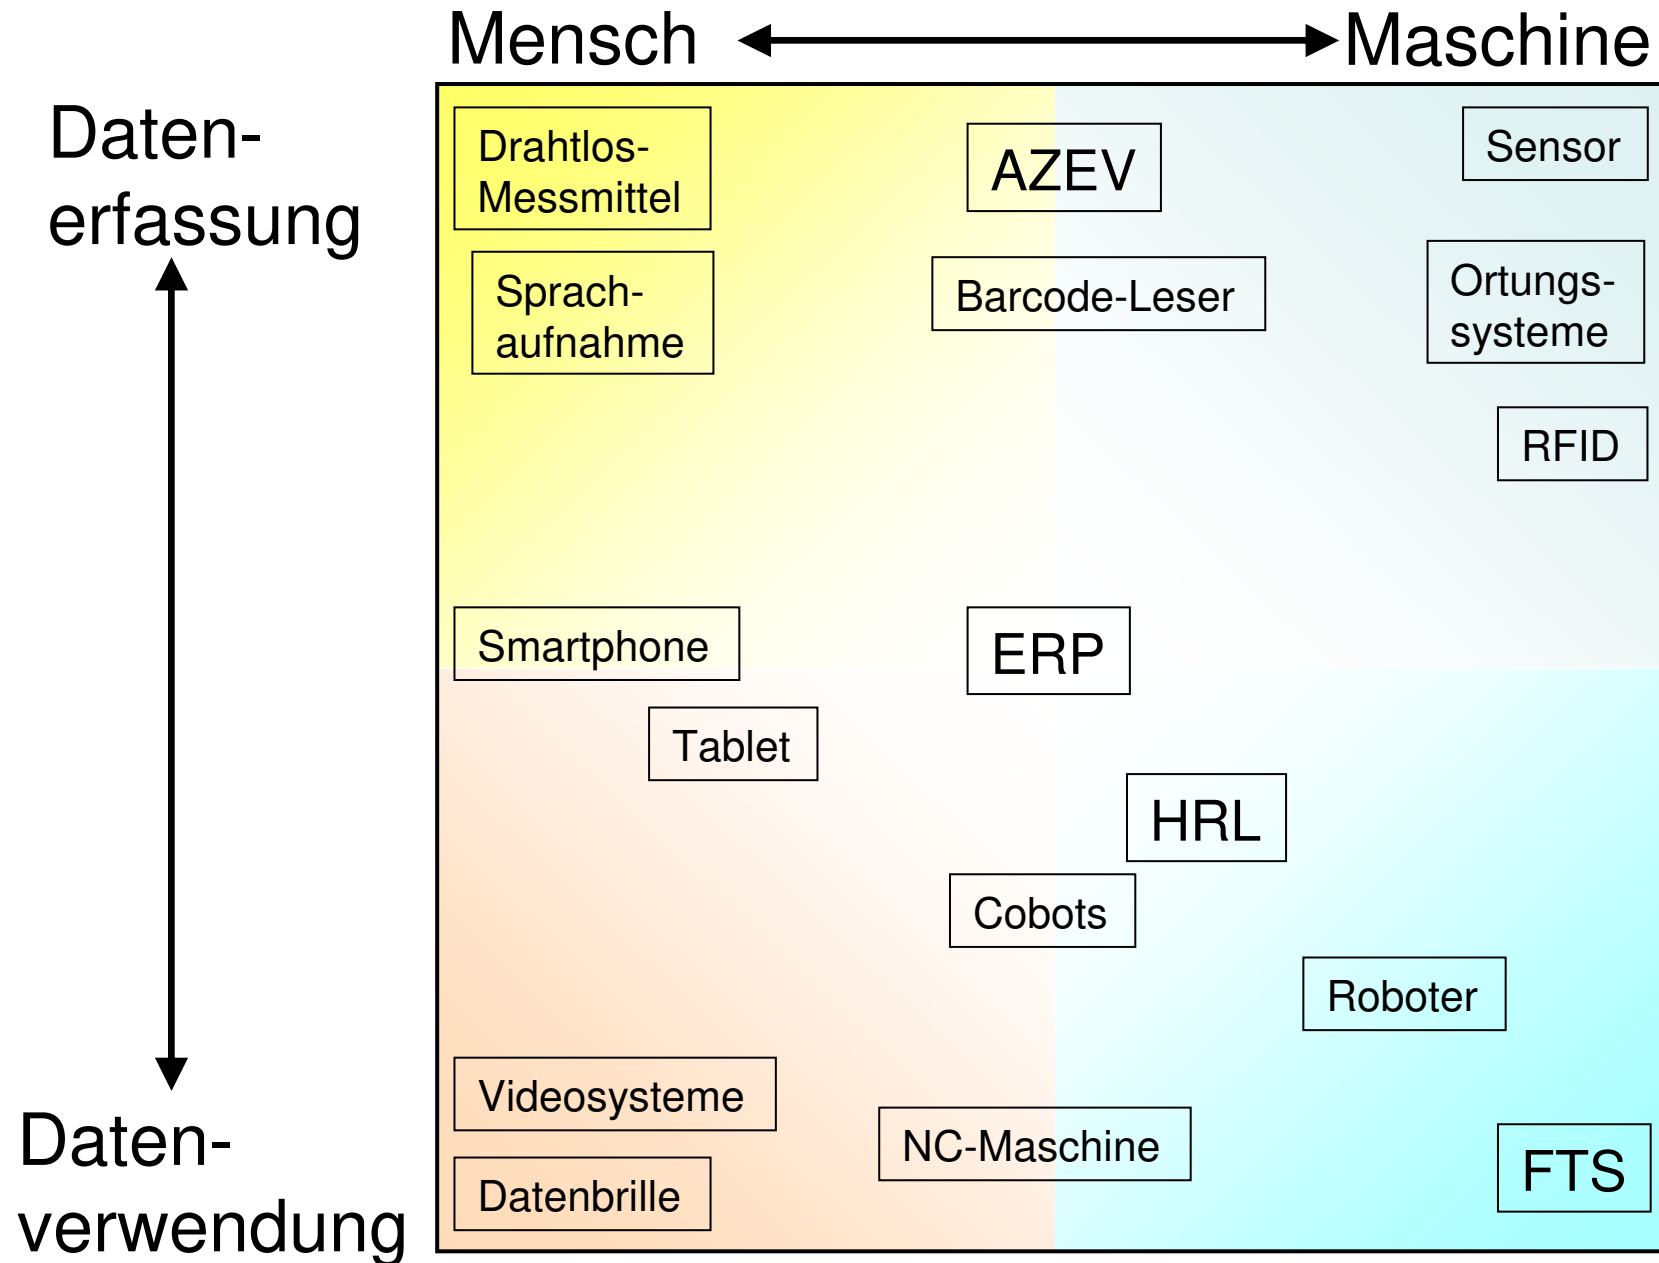 Mensch
Maschine
Daten-
erfassung
Drahtlos-
Messmittel
AZEV
Sensor
Sprach-
aufnahme
Barcode-Leser
Ortungs-
systeme
RFID
Smartphone
ERP
Tablet
HRL
Cobots
Roboter
Videosysteme
Daten-
verwendung
NC-Maschine
FTS
Datenbrille